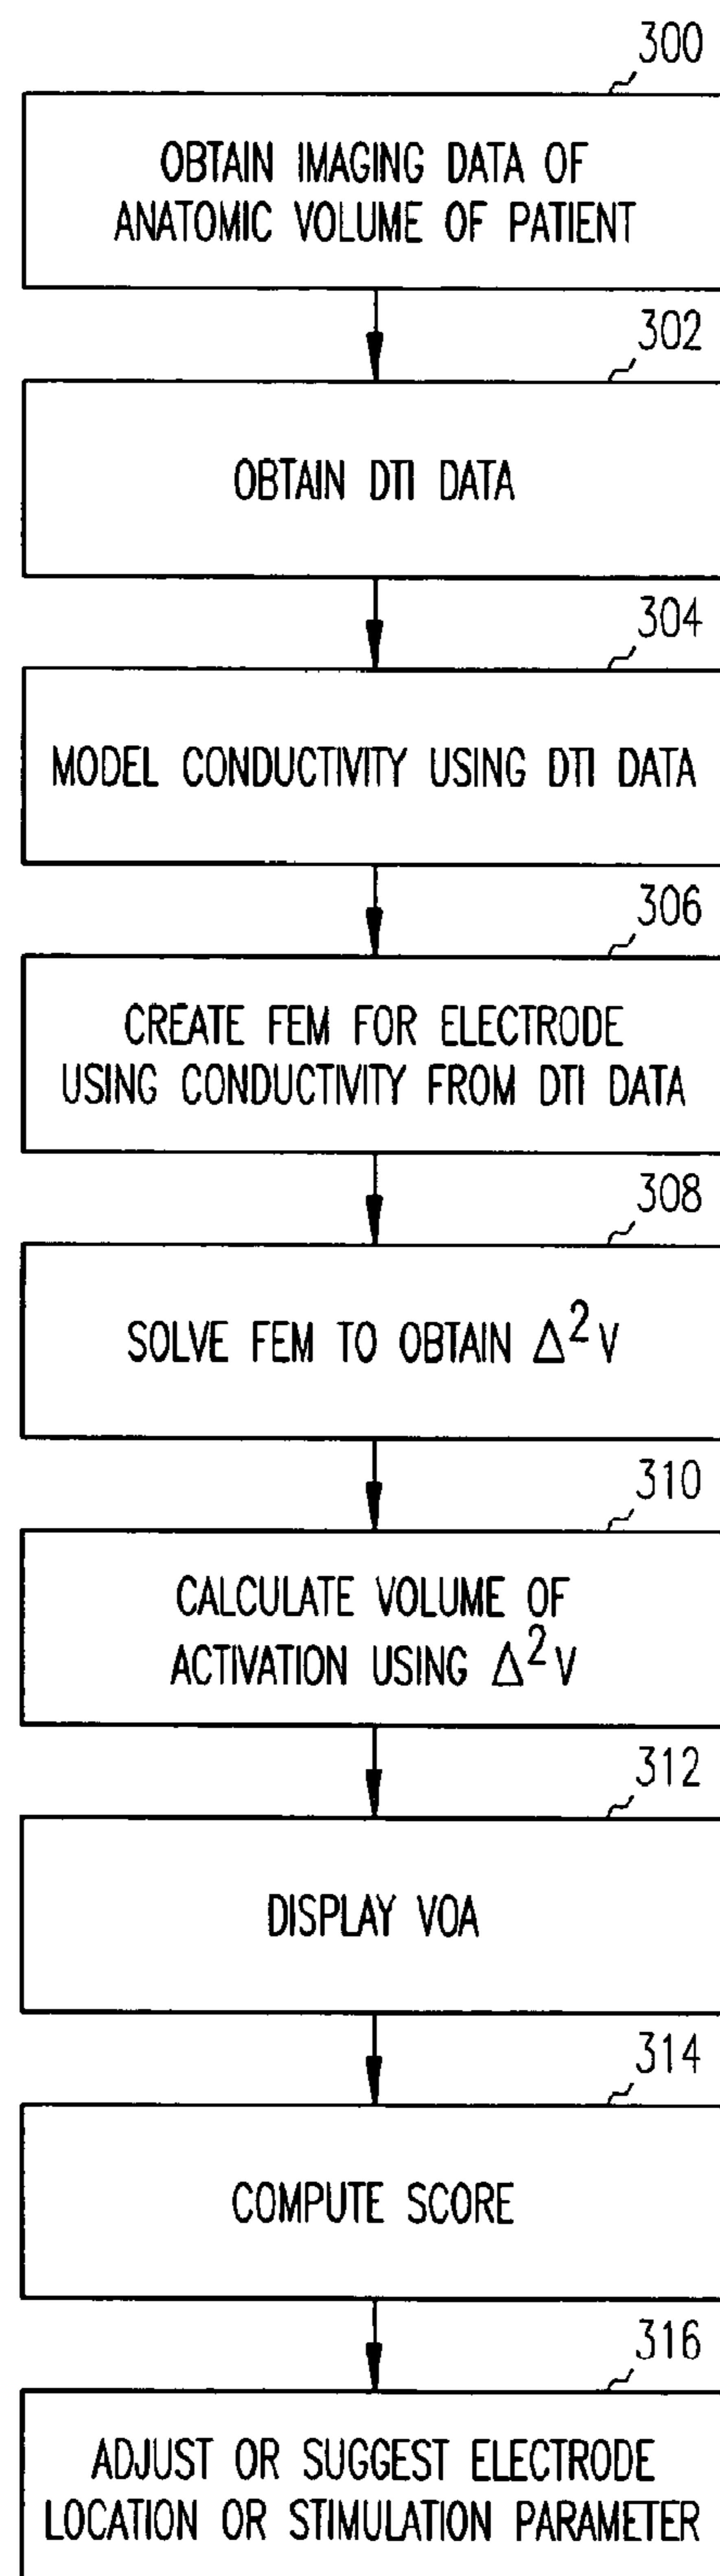 300
OBTAIN IMAGING DATA OF
ANATOMIC VOLUME OF PATIENT
302
OBTAIN DTI DATA
304
MODEL CONDUCTIVITY USING DTI DATA
306
CREATE FEM FOR ELECTRODE
USING CONDUCTIVITY FROM DTI DATA
308
SOLVE FEM TO OBTAIN Δ²V
310
CALCULATE VOLUME OF
ACTIVATION USING Δ²V
312
DISPLAY VOA
314
COMPUTE SCORE
316
ADJUST OR SUGGEST ELECTRODE
LOCATION OR STIMULATION PARAMETER